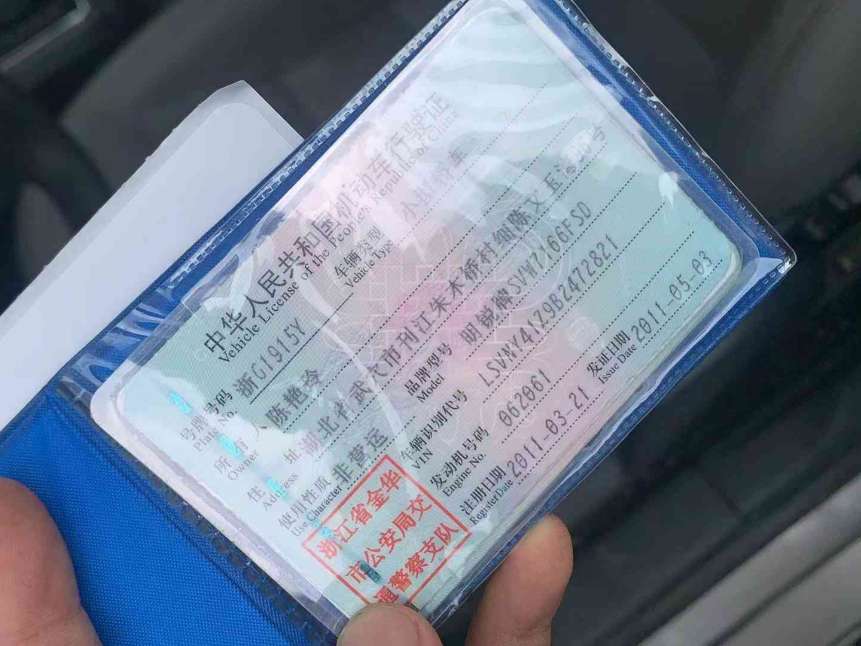 中华人民共和国机动车行驶证
Vehicle License of the People's Republic of China
号牌号码 浙G1915Y 车辆类型 小型轿车
Plate No. Vehicle Type
所有人 陈艳玲
Owner
住址 湖北省武穴市刊江朱木桥村细陈文五 号
Address
使用性质 非营运 品牌型号 明锐牌SVW7166FSD
Use Character Model
车辆识别代号
VIN
发动机号码 062061
Engine No.
注册日期 2011-03-21 发证日期 2011-05-03
Register Date Issue Date
浙江省金华
市公安局交
通警察支队